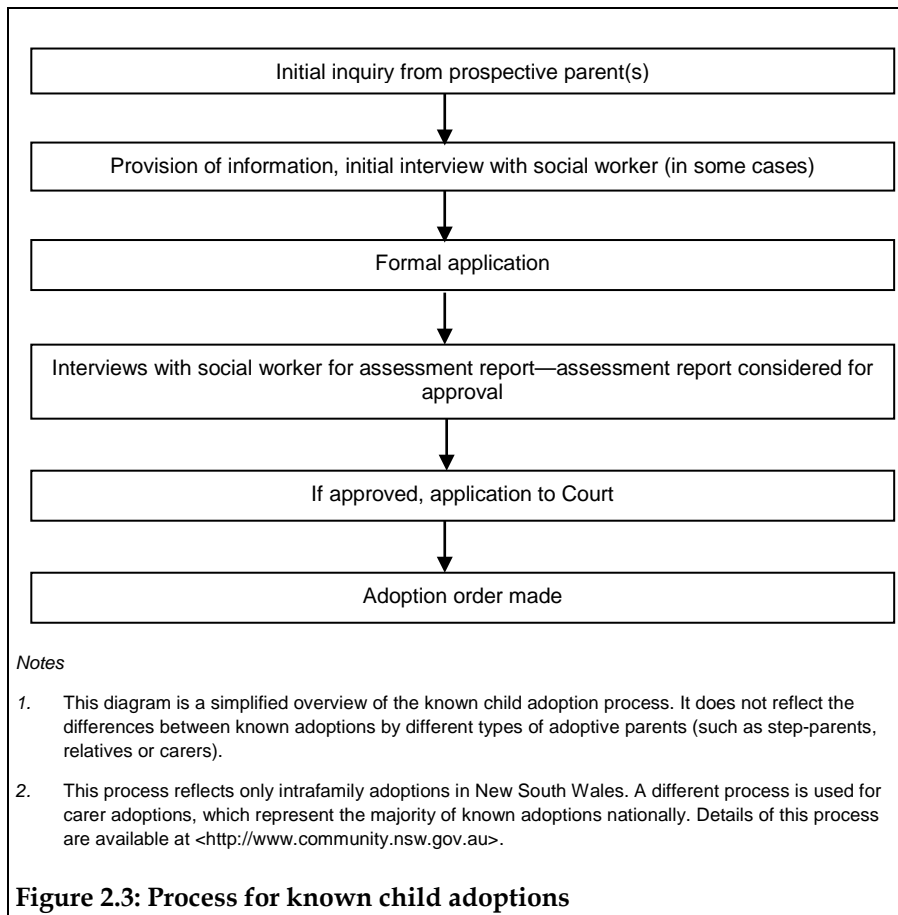 Initial inquiry from prospective parent(s)
Provision of information, initial interview with social worker (in some cases)
Formal application
Interviews with social worker for assessment report—assessment report considered for
approval
If approved, application to Court
Adoption order made
Notes
1. This diagram is a simplified overview of the known child adoption process. It does not reflect the
differences between known adoptions by different types of adoptive parents (such as step-parents,
relatives or carers).
2. This process reflects only intrafamily adoptions in New South Wales. A different process is used for
carer adoptions, which represent the majority of known adoptions nationally. Details of this process
are available at <http://www.community.nsw.gov.au>.
Figure 2.3: Process for known child adoptions